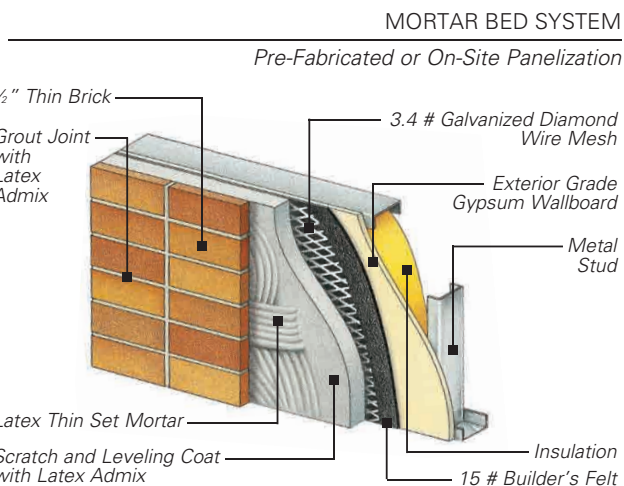 MORTAR BED SYSTEM
Pre-Fabricated or On-Site Panelization
½" Thin Brick
Grout Joint
with
Latex
Admix
3.4 # Galvanized Diamond
Wire Mesh
Exterior Grade
Gypsum Wallboard
Metal
Stud
Latex Thin Set Mortar
Scratch and Leveling Coat
with Latex Admix
Insulation
15 # Builder's Felt